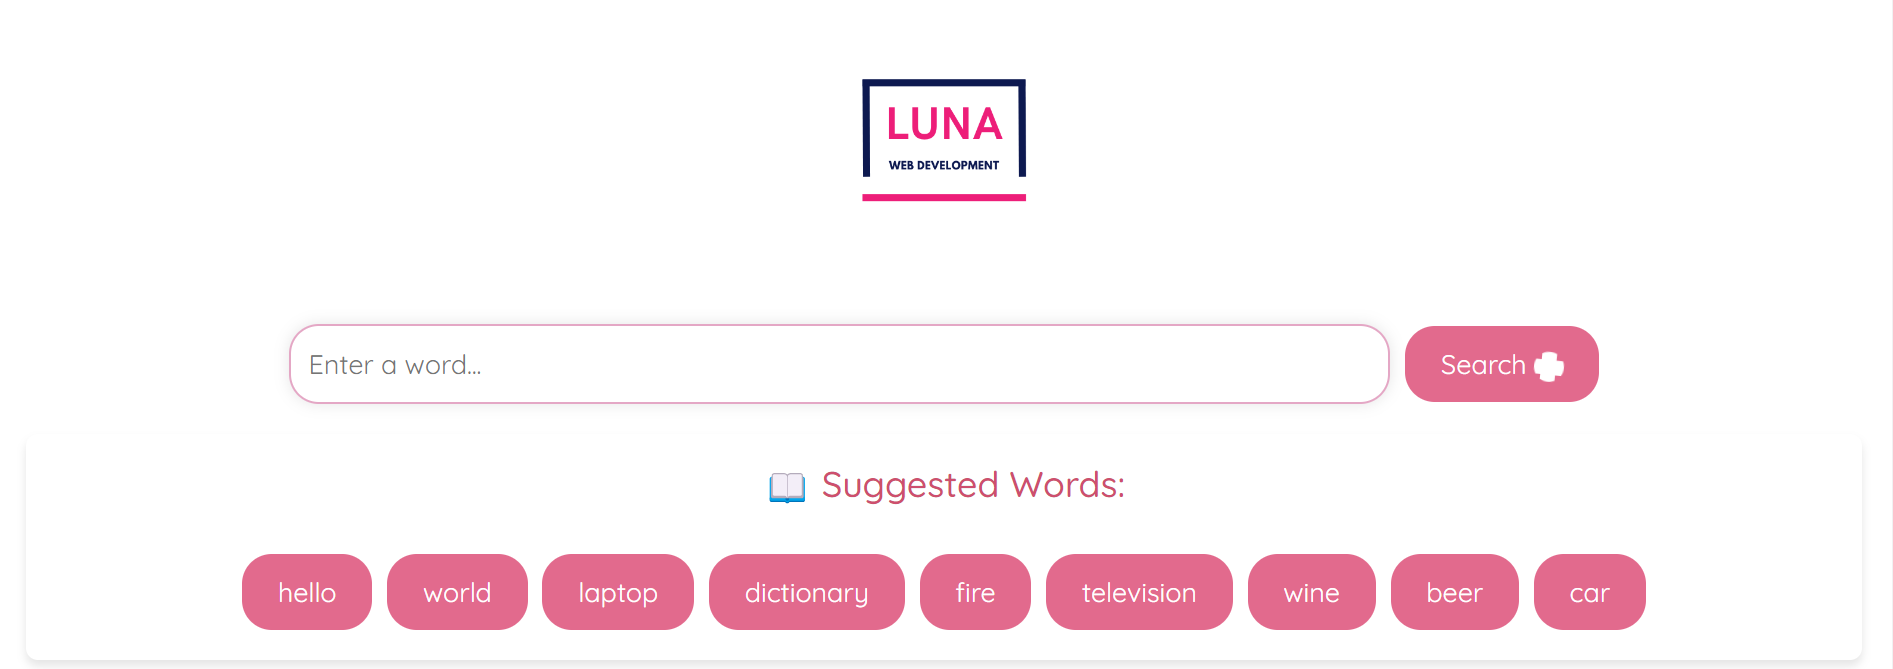 LUNA
WEB DEVELOPMENT
Enter a word...
Search
Suggested Words:
hello world laptop dictionary fire television wine beer car